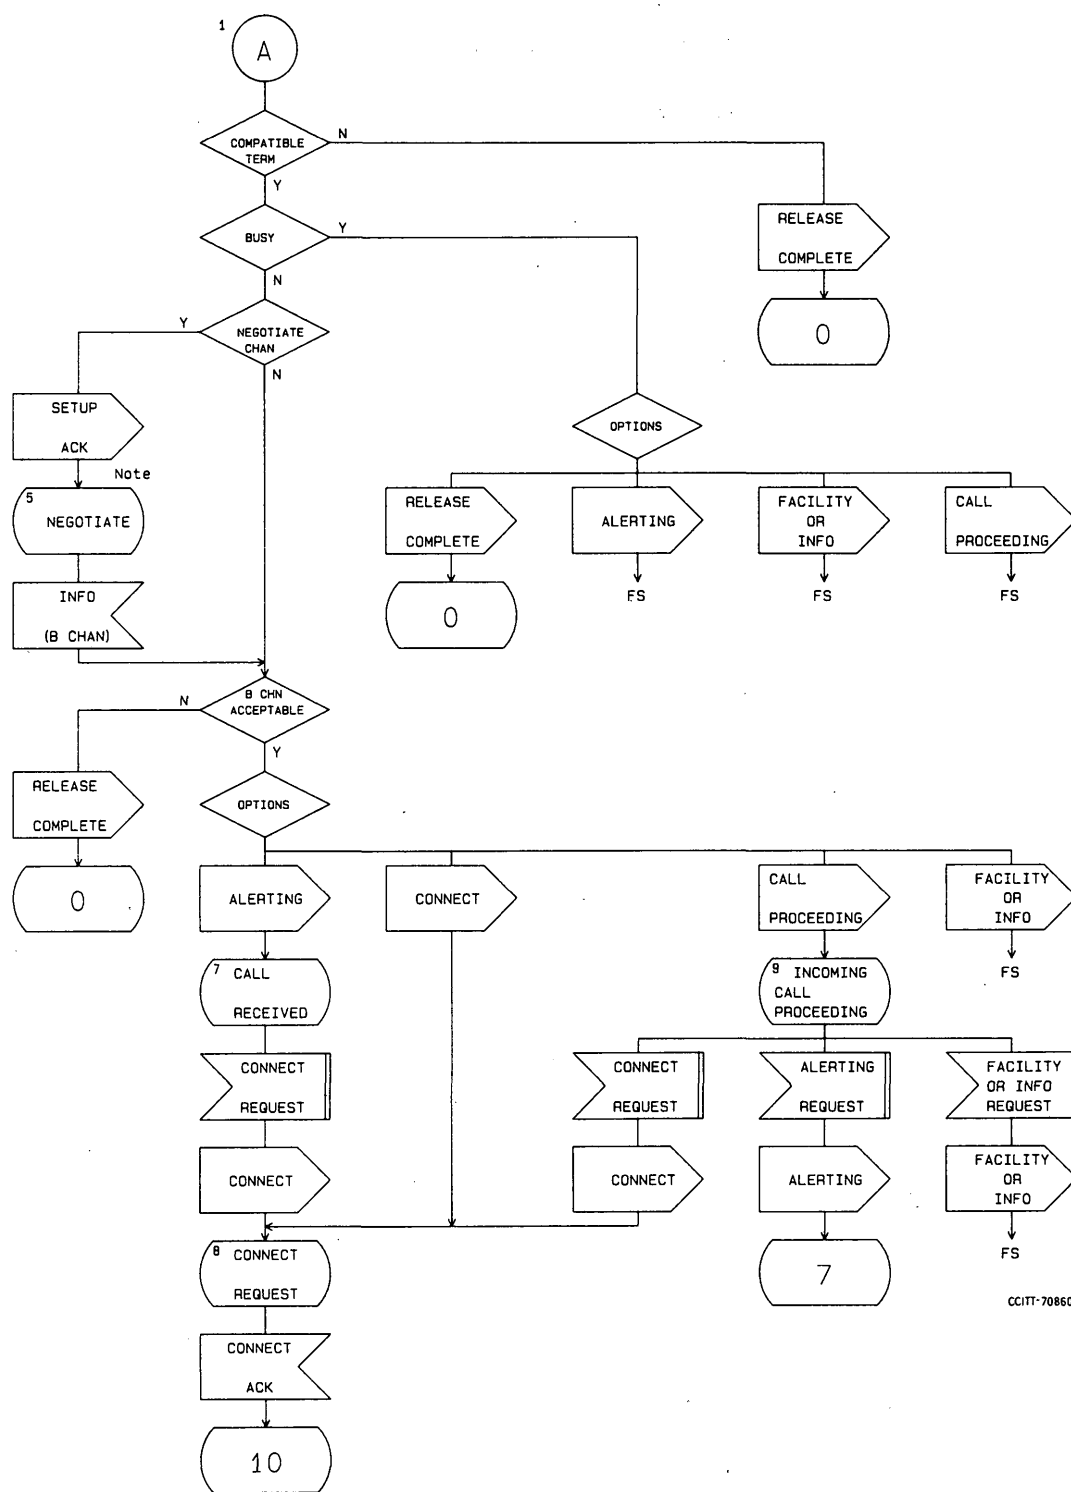 1
A
COMPATIBLE
TERM
N
Y
RELEASE
COMPLETE
0
BUSY
Y
N
NEGOTIATE
CHAN
Y
N
SETUP
ACK
Note
5
NEGOTIATE
INFO
(B CHAN)
OPTIONS
RELEASE
COMPLETE
0
ALERTING
FS
FACILITY
OR
INFO
FS
CALL
PROCEEDING
FS
B CHN
ACCEPTABLE
N
Y
RELEASE
COMPLETE
0
OPTIONS
ALERTING
CONNECT
CALL
PROCEEDING
FACILITY
OR
INFO
FS
7 CALL
RECEIVED
9 INCOMING
CALL
PROCEEDING
CONNECT
REQUEST
CONNECT
REQUEST
ALERTING
REQUEST
FACILITY
OR INFO
REQUEST
CONNECT
CONNECT
ALERTING
FACILITY
OR
INFO
FS
8 CONNECT
REQUEST
7
CCITT-70860
CONNECT
ACK
10